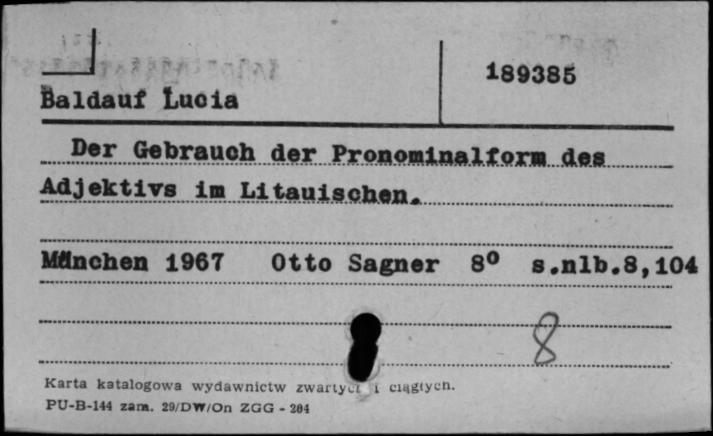 189385
Baldauf Lucia
Der Gebrauch der Pronominalform des
Adjektivs im Litauischen.
München 1967 Otto Sagner 8° s.nlb.8,104
8
Karta katalogowa wydawnictw zwartych i ciągłych.
PU-B-144 zam. 29/DW/On ZGG - 204